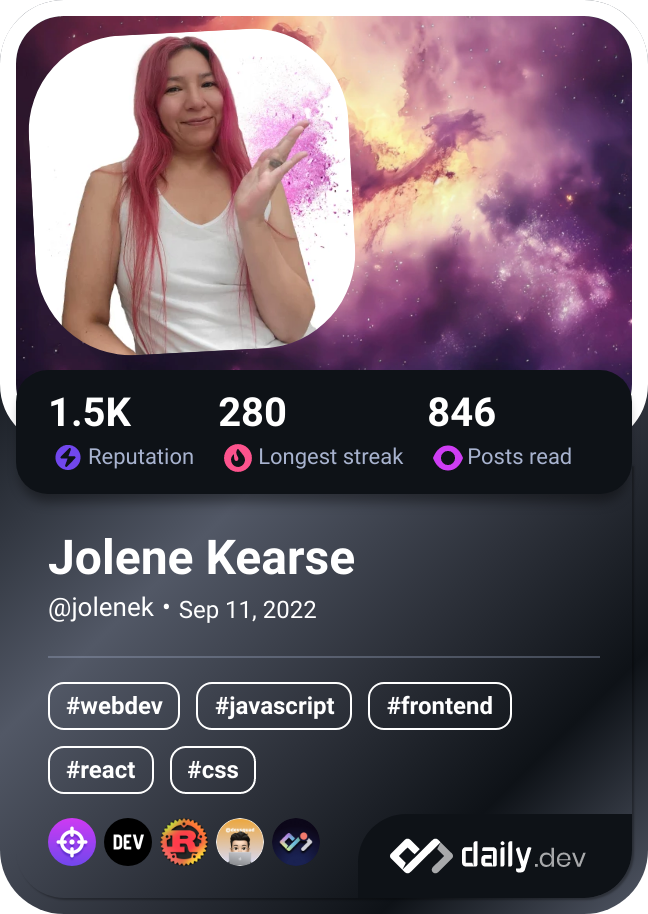 1.5K 280 846
Reputation Longest streak Posts read
Jolene Kearse
@jolenek • Sep 11, 2022
#webdev #javascript #frontend
#react #css
DEV R
daily.dev